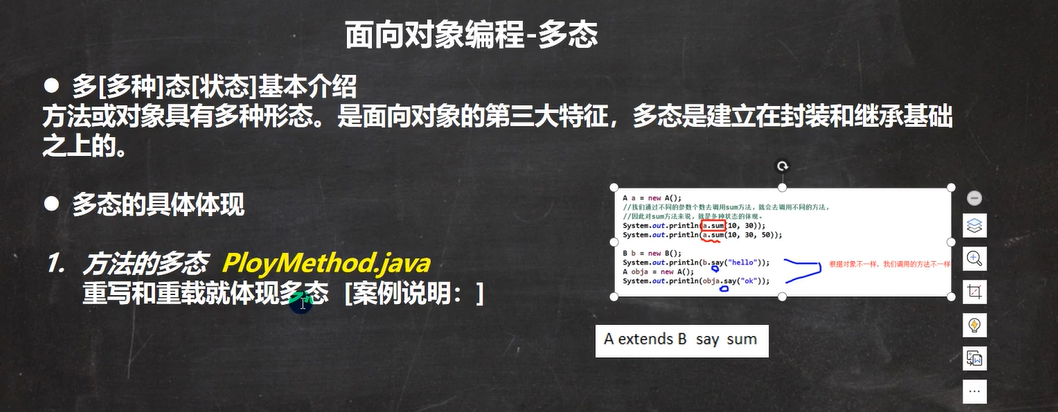 面向对象编程-多态
● 多[多种]态[状态]基本介绍
方法或对象具有多种形态。是面向对象的第三大特征，多态是建立在封装和继承基础
之上的。
● 多态的具体体现
1. 方法的多态 PloyMethod.java
重写和重载就体现多态 [案例说明：]
A a = new A();
//我们通过不同的参数个数去调用sum方法，就会去调用不同的方法，
//因此对sum方法来说，就是多种状态的体现。
System.out.println(a.sum(10, 30));
System.out.println(a.sum(10, 30, 50));
B b = new B();
System.out.println(b.say("hello"));
A obja = new A();
System.out.println(obja.say("ok"));
根据对象不一样，我们调用的方法不一样
A extends B say sum